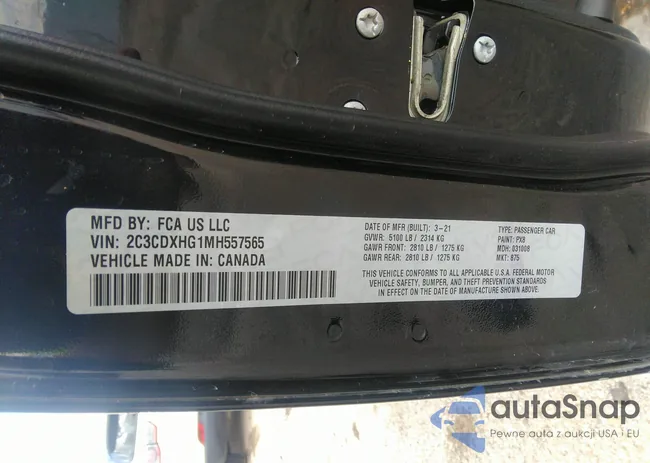 MFD BY: FCA US LLC
VIN: 2C3CDXHG1MH557565
VEHICLE MADE IN: CANADA
DATE OF MFR (BUILT): 3-21
GVWR: 5100 LB / 2314 KG
GAWR FRONT: 2810 LB / 1275 KG
GAWR REAR: 2810 LB / 1275 KG
TYPE: PASSENGER CAR
PAINT: PX8
MDH: 031008
MKT: 875
THIS VEHICLE CONFORMS TO ALL APPLICABLE U.S.A. FEDERAL MOTOR
VEHICLE SAFETY, BUMPER, AND THEFT PREVENTION STANDARDS
IN EFFECT ON THE DATE OF MANUFACTURE SHOWN ABOVE.
autaSnap
Pewne auta z aukcji USA i EU